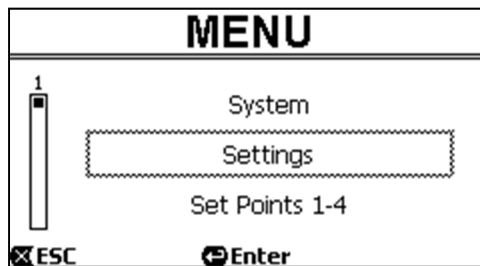 MENU
1
System
Settings
Set Points 1-4
ESC Enter